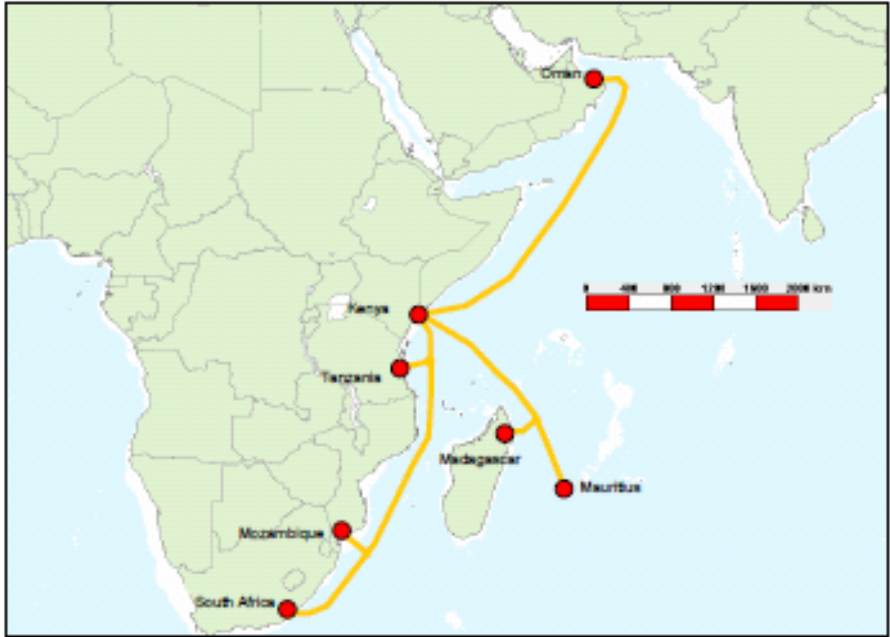 Oman
0 400 800 1200 1600 2000 km
Kenya
Tanzania
Madagascar
Mauritius
Mozambique
South Africa